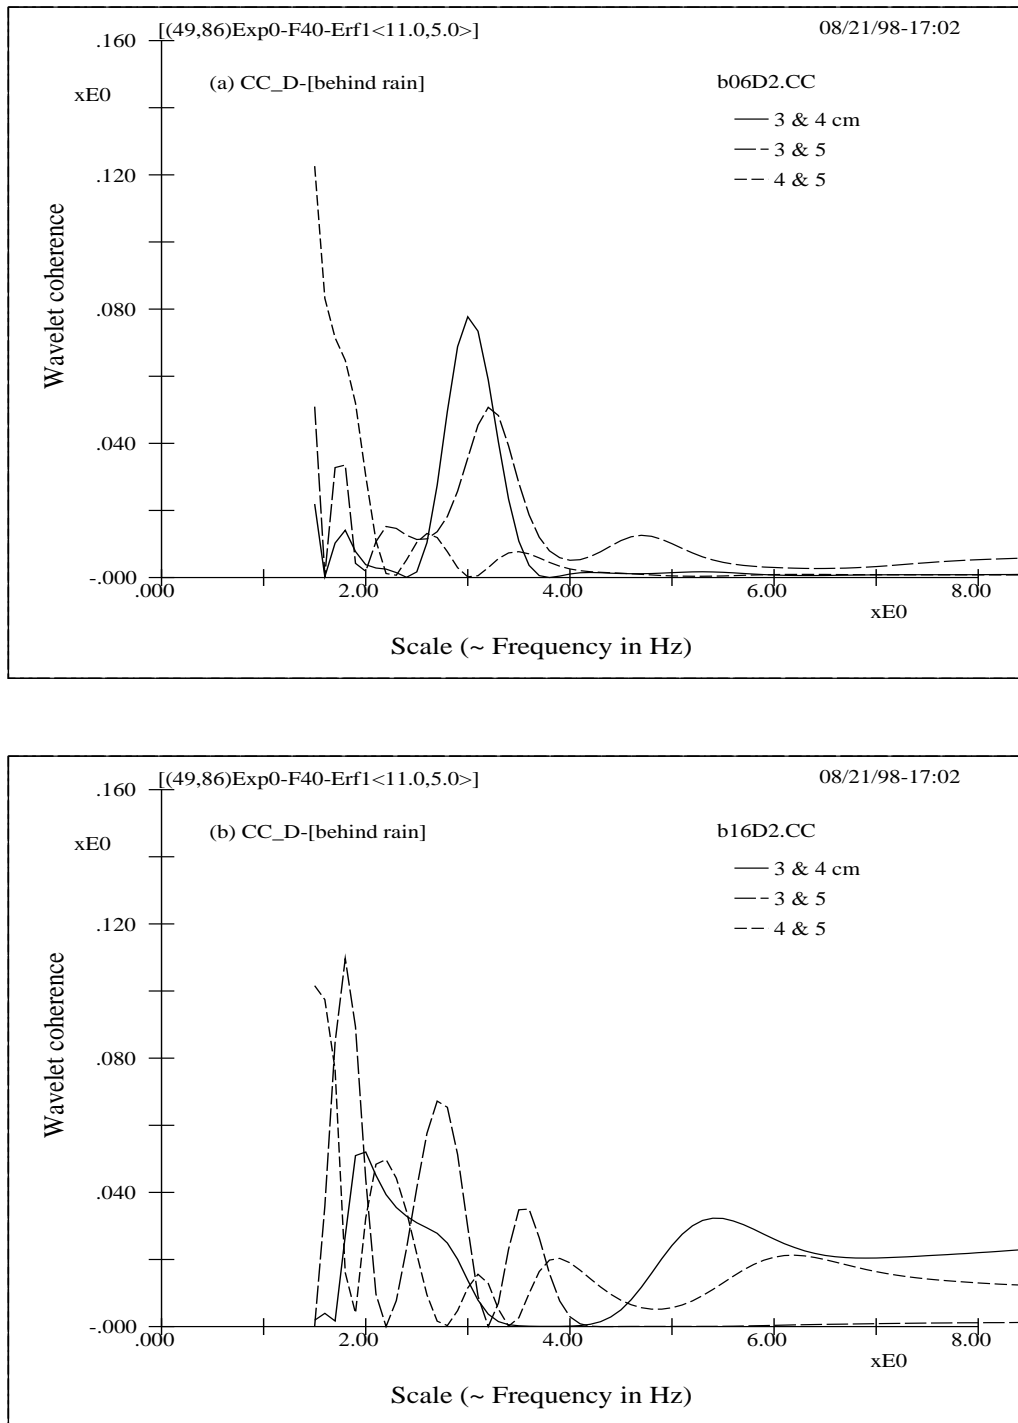 [(49,86)Exp0-F40-Erf1<11.0,5.0>]
08/21/98-17:02
.160
xE0
(a) CC_D-[behind rain]
b06D2.CC
3 & 4 cm
3 & 5
4 & 5
.120
.080
.040
-.000
Wavelet coherence
.000 2.00 4.00 6.00 8.00
xE0
Scale (~ Frequency in Hz)
[(49,86)Exp0-F40-Erf1<11.0,5.0>]
08/21/98-17:02
.160
xE0
(b) CC_D-[behind rain]
b16D2.CC
3 & 4 cm
3 & 5
4 & 5
.120
.080
.040
-.000
Wavelet coherence
.000 2.00 4.00 6.00 8.00
xE0
Scale (~ Frequency in Hz)